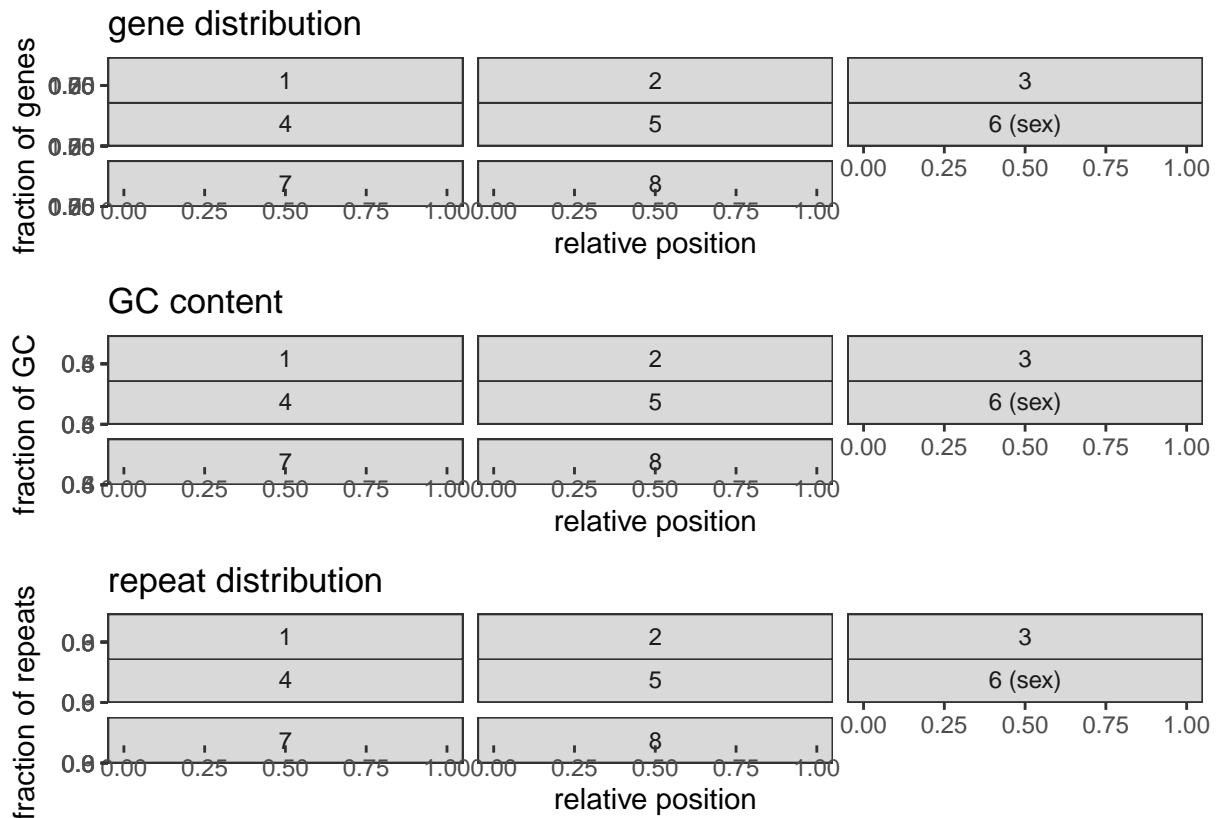 gene distribution
fraction of genes
1 2 3
4 5 6 (sex)
7 8
0.00 0.25 0.50 0.75 1.00
0.00 0.25 0.50 0.75 1.00 0.00 0.25 0.50 0.75 1.00
relative position
GC content
fraction of GC
1 2 3
4 5 6 (sex)
7 8
0.00 0.25 0.50 0.75 1.00
0.00 0.25 0.50 0.75 1.00 0.00 0.25 0.50 0.75 1.00
relative position
repeat distribution
fraction of repeats
1 2 3
4 5 6 (sex)
7 8
0.00 0.25 0.50 0.75 1.00
0.00 0.25 0.50 0.75 1.00 0.00 0.25 0.50 0.75 1.00
relative position